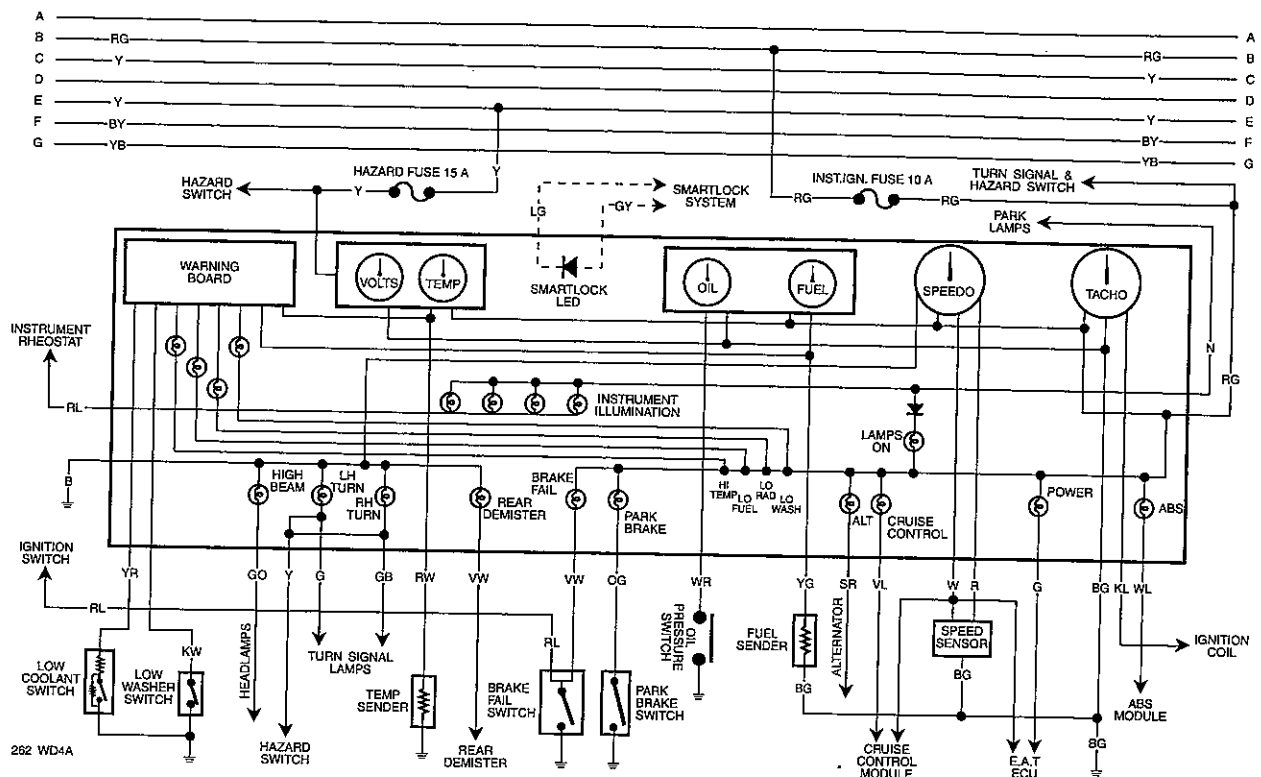 A
B
C
D
E
F
G
RG
Y
Y
BY
YB
RG
Y
Y
BY
YB
A
B
C
D
E
F
G
HAZARD
SWITCH
Y
HAZARD FUSE 15 A
Y
LG
GY
SMARTLOCK
SYSTEM
RG
INST./IGN. FUSE 10 A
RG
TURN SIGNAL &
HAZARD SWITCH
PARK
LAMPS
WARNING
BOARD
VOLTS
TEMP
SMARTLOCK
LED
OIL
FUEL
SPEEDO
TACHO
INSTRUMENT
RHEOSTAT
N
RG
RL
INSTRUMENT
ILLUMINATION
LAMPS
ON
B
HIGH
BEAM
LH
TURN
RH
TURN
REAR
DEMISTER
BRAKE
FAIL
PARK
BRAKE
HI
TEMP
LO
FUEL
LO
RAD
LO
WASH
ALT
CRUISE
CONTROL
POWER
ABS
IGNITION
SWITCH
YR
GO
Y
G
GB
RW
VW
VW
OG
WR
YG
SR
VL
W
R
G
BG
KL
WL
RL
KW
RL
LOW
COOLANT
SWITCH
LOW
WASHER
SWITCH
HEADLAMPS
TURN SIGNAL
LAMPS
TEMP
SENDER
BRAKE
FAIL
SWITCH
PARK
BRAKE
SWITCH
OIL
PRESSURE
SWITCH
FUEL
SENDER
BG
ALTERNATOR
SPEED
SENSOR
BG
IGNITION
COIL
ABS
MODULE
HAZARD
SWITCH
REAR
DEMISTER
CRUISE
CONTROL
MODULE
E.A.T
ECU
BG
262 WD4A